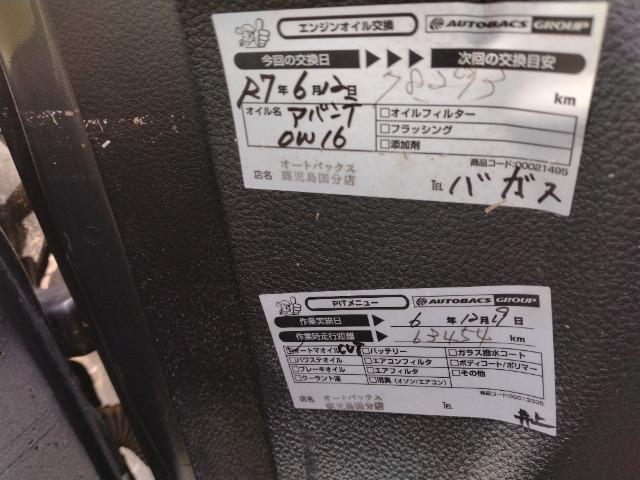 エンジンオイル交換
AUTOBACS GROUP
今回の交換日
次回の交換目安
R7年6月12日
km
オイル名
アバンT
0W16
オイルフィルター
フラッシング
添加剤
商品コード:00021495
店名
オートバックス
鹿児島国分店
TEL
バガス
PITメニュー
AUTOBACS GROUP
作業実施日
6年12月19日
作業時走行距離
63454
km
オートマオイル CVT
バッテリー
ガラス撥水コート
パワステオイル
エアコンフィルタ
ボディコート/ポリマー
ブレーキオイル
エアフィルタ
その他
クーラント液
消臭(オゾン/エアコン)
店名
オートバックス
鹿児島国分店
TEL
井上